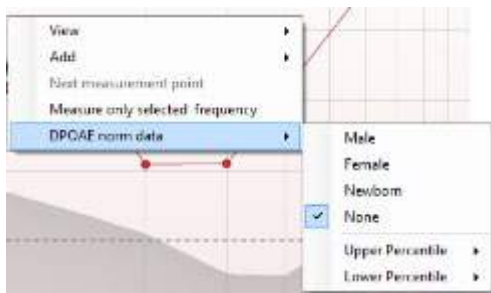 View
Add
Next measurement point
Measure only selected frequency
DPOAE norm data
Male
Female
Newborn
None
Upper Percentile
Lower Percentile